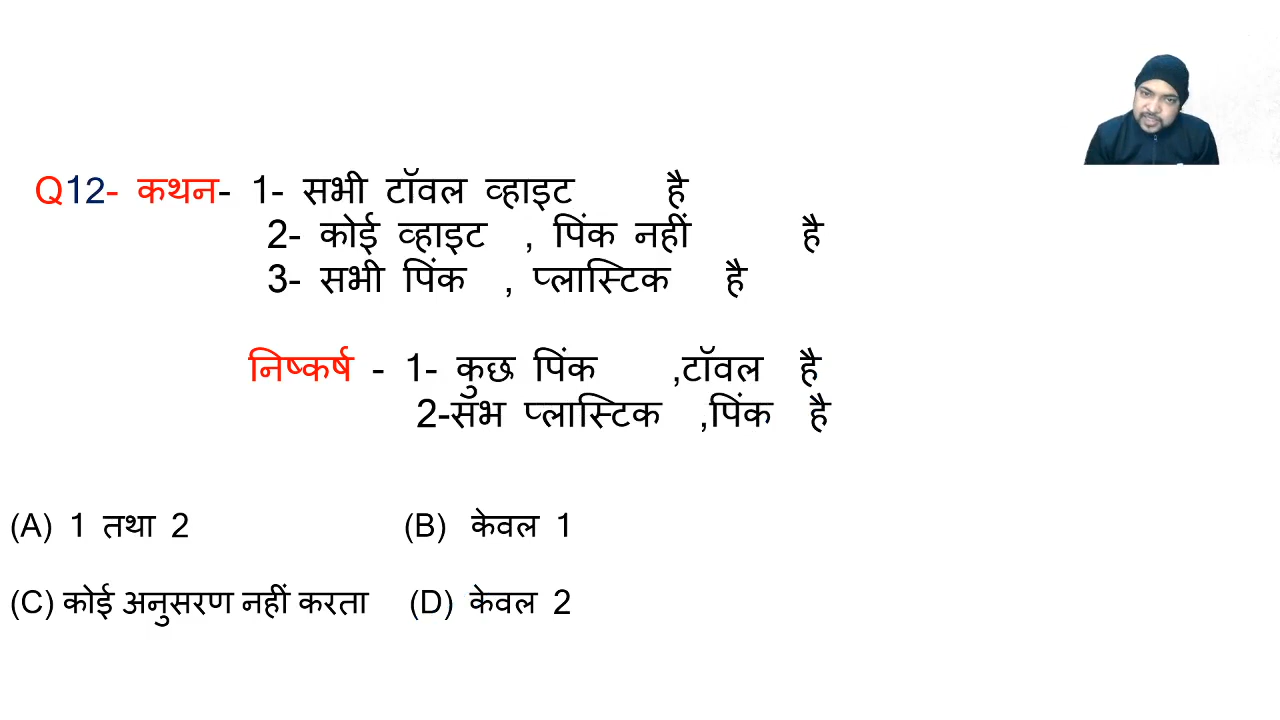 Q12- कथन- 1- सभी टॉवल व्हाइट है
2- कोई व्हाइट , पिंक नहीं है
3- सभी पिंक , प्लास्टिक है
निष्कर्ष - 1- कुछ पिंक ,टॉवल है
2-सभ प्लास्टिक ,पिंक है
(A) 1 तथा 2 (B) केवल 1
(C) कोई अनुसरण नहीं करता (D) केवल 2